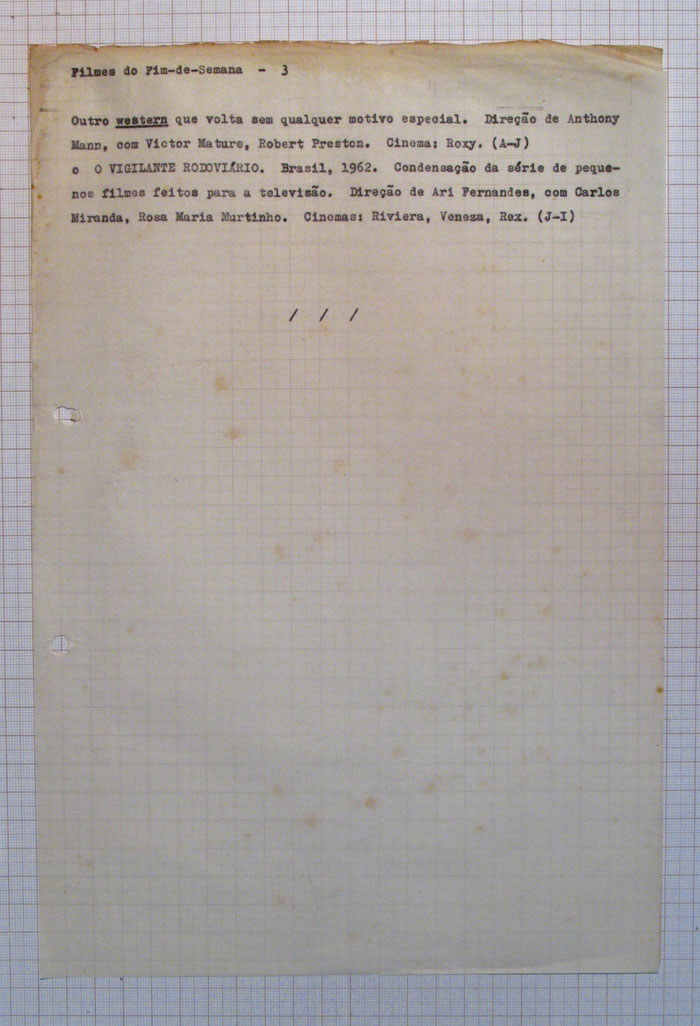 Filmes do Fim-de-Semana - 3
Outro western que volta sem qualquer motivo especial. Direção de Anthony
Mann, com Victor Mature, Robert Preston. Cinema: Roxy. (A-J)
o O VIGILANTE RODOVIÁRIO. Brasil, 1962. Condensação da série de peque-
nos filmes feitos para a televisão. Direção de Ari Fernandes, com Carlos
Miranda, Rosa Maria Murtinho. Cinemas: Riviera, Veneza, Rex. (J-I)
/ / /